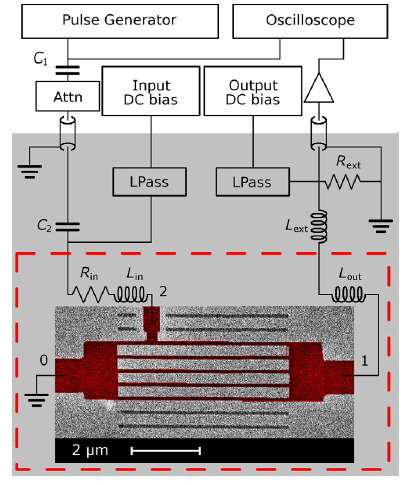 Pulse Generator
Oscilloscope
C1
Attn
Input
DC bias
Output
DC bias
LPass
LPass
Rext
C2
Lext
Rin
Lin
Lout
2
0
1
2 μm